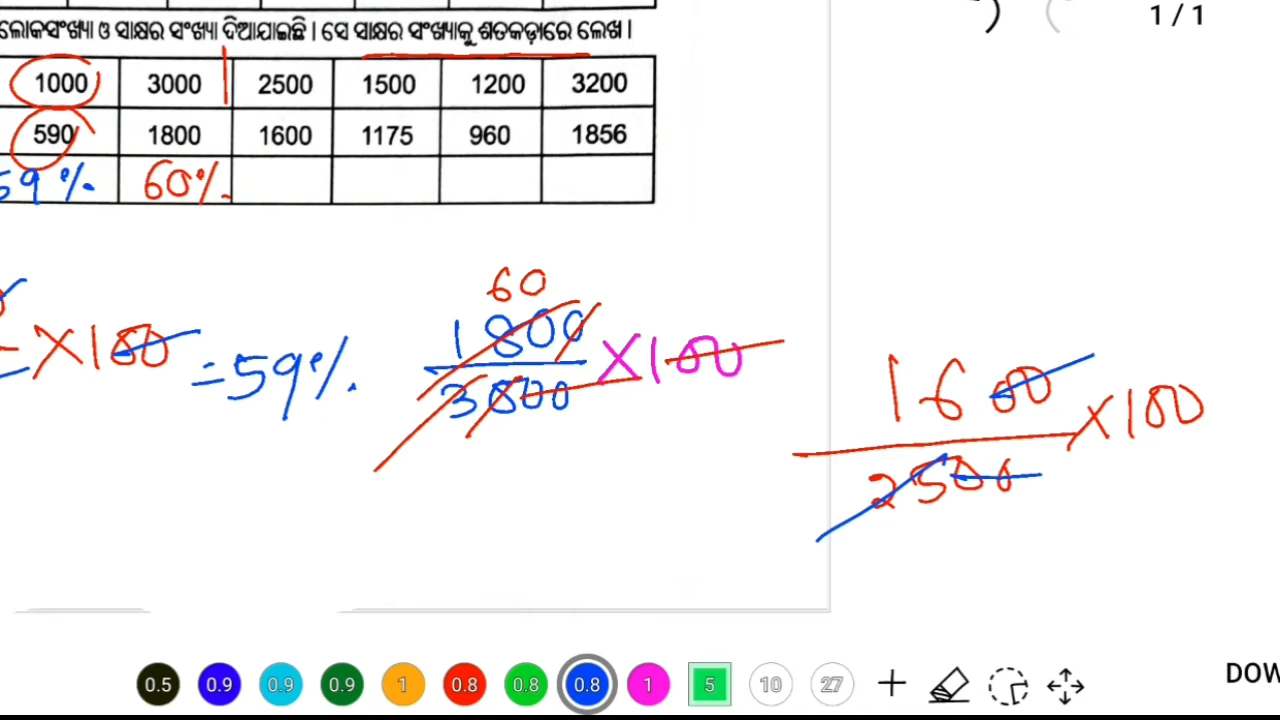 1 / 1
ଲୋକସଂଖ୍ୟା ଓ ସାକ୍ଷର ସଂଖ୍ୟା ଦିଆଯାଇଛି । ସେ ସାକ୍ଷର ସଂଖ୍ୟାକୁ ଶତକଡ଼ାରେ ଲେଖ ।
1000 3000 2500 1500 1200 3200
590 1800 1600 1175 960 1856
59% 60%
60
×100 =59% 1800 ×100
3000
1600 ×100
2500
0.5 0.9 0.9 0.9 1 0.8 0.8 0.8 1 5 10 27 +
DOW